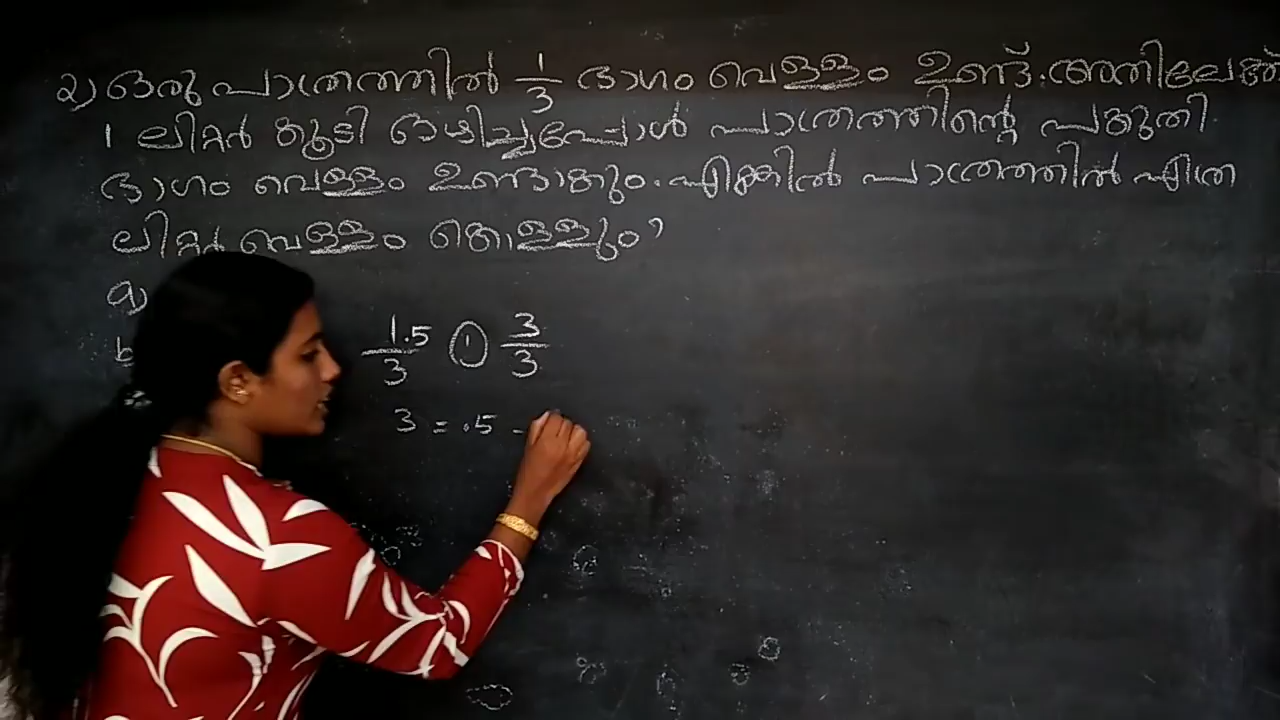 2) ഒരു പാത്രത്തിൽ 1/3 ഭാഗം വെള്ളം ഉണ്ട്. അതിലേക്ക്
1 ലിറ്റർ കൂടി ഒഴിച്ചപ്പോൾ പാത്രത്തിന്റെ പകുതി
ഭാഗം വെള്ളം ഉണ്ടാകും. എങ്കിൽ പാത്രത്തിൽ എത്ര
ലിറ്റർ വെള്ളം കൊള്ളും?
a)
b
1.5/3 1 3/3
3 = .5 -